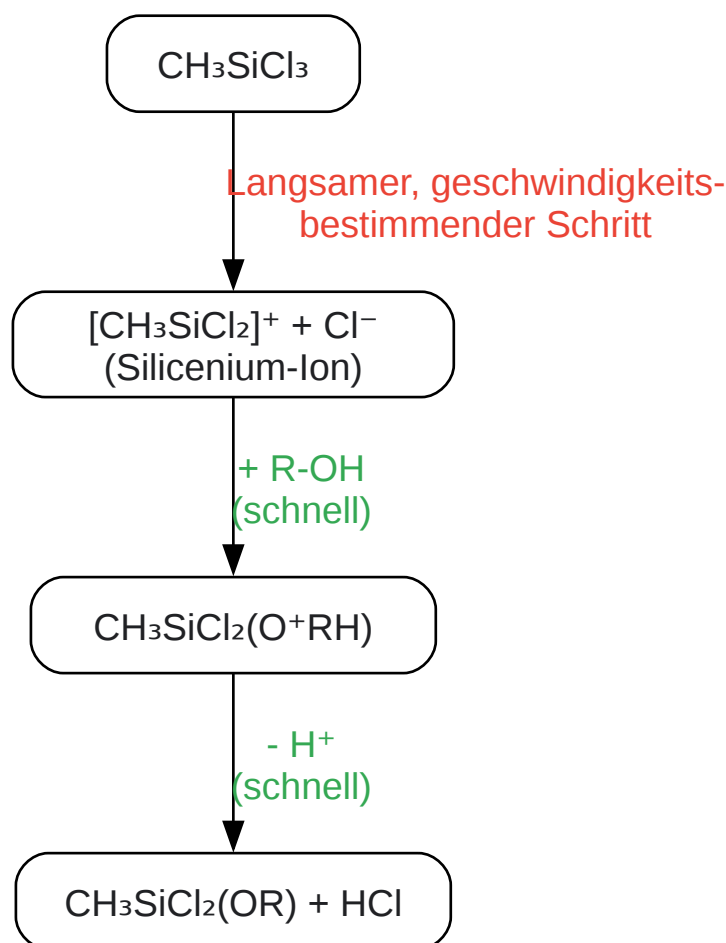 CH₃SiCl₃
Langsamer, geschwindigkeits-
bestimmender Schritt
[CH₃SiCl₂]⁺ + Cl⁻
(Silicenium-Ion)
+ R-OH
(schnell)
CH₃SiCl₂(O⁺RH)
- H⁺
(schnell)
CH₃SiCl₂(OR) + HCl